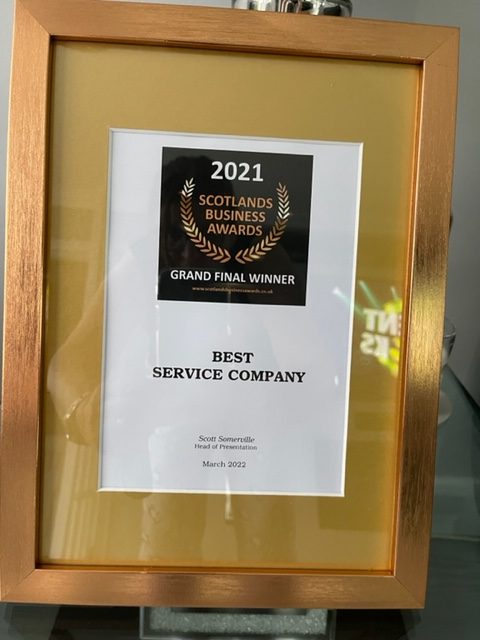 2021
SCOTLANDS
BUSINESS
AWARDS
GRAND FINAL WINNER
www.scotlandsbusinessawards.co.uk
BEST
SERVICE COMPANY
Scott Somerville
Head of Presentation
March 2022